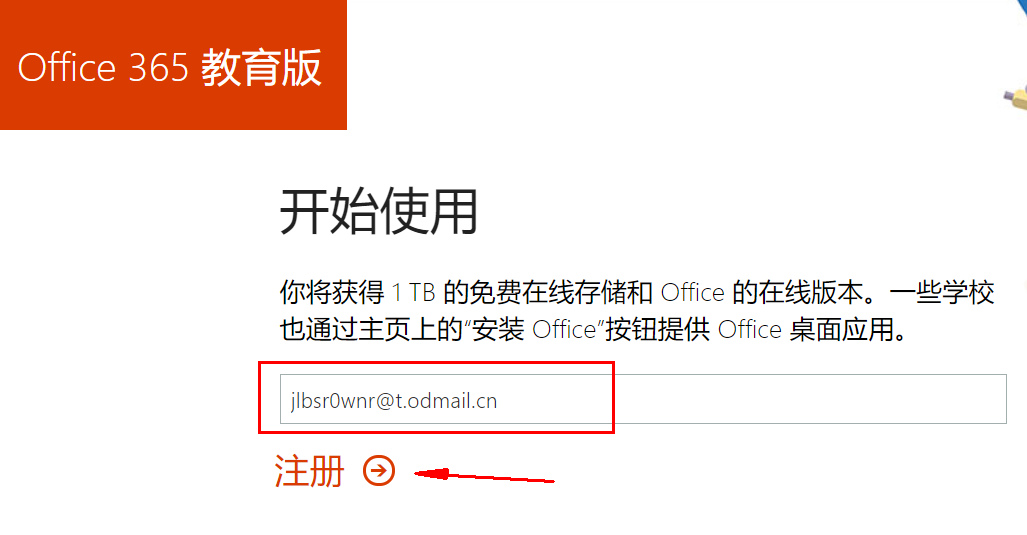 Office 365 教育版
开始使用
你将获得 1 TB 的免费在线存储和 Office 的在线版本。一些学校
也通过主页上的“安装 Office”按钮提供 Office 桌面应用。
jlbsr0wnr@t.odmail.cn
注册